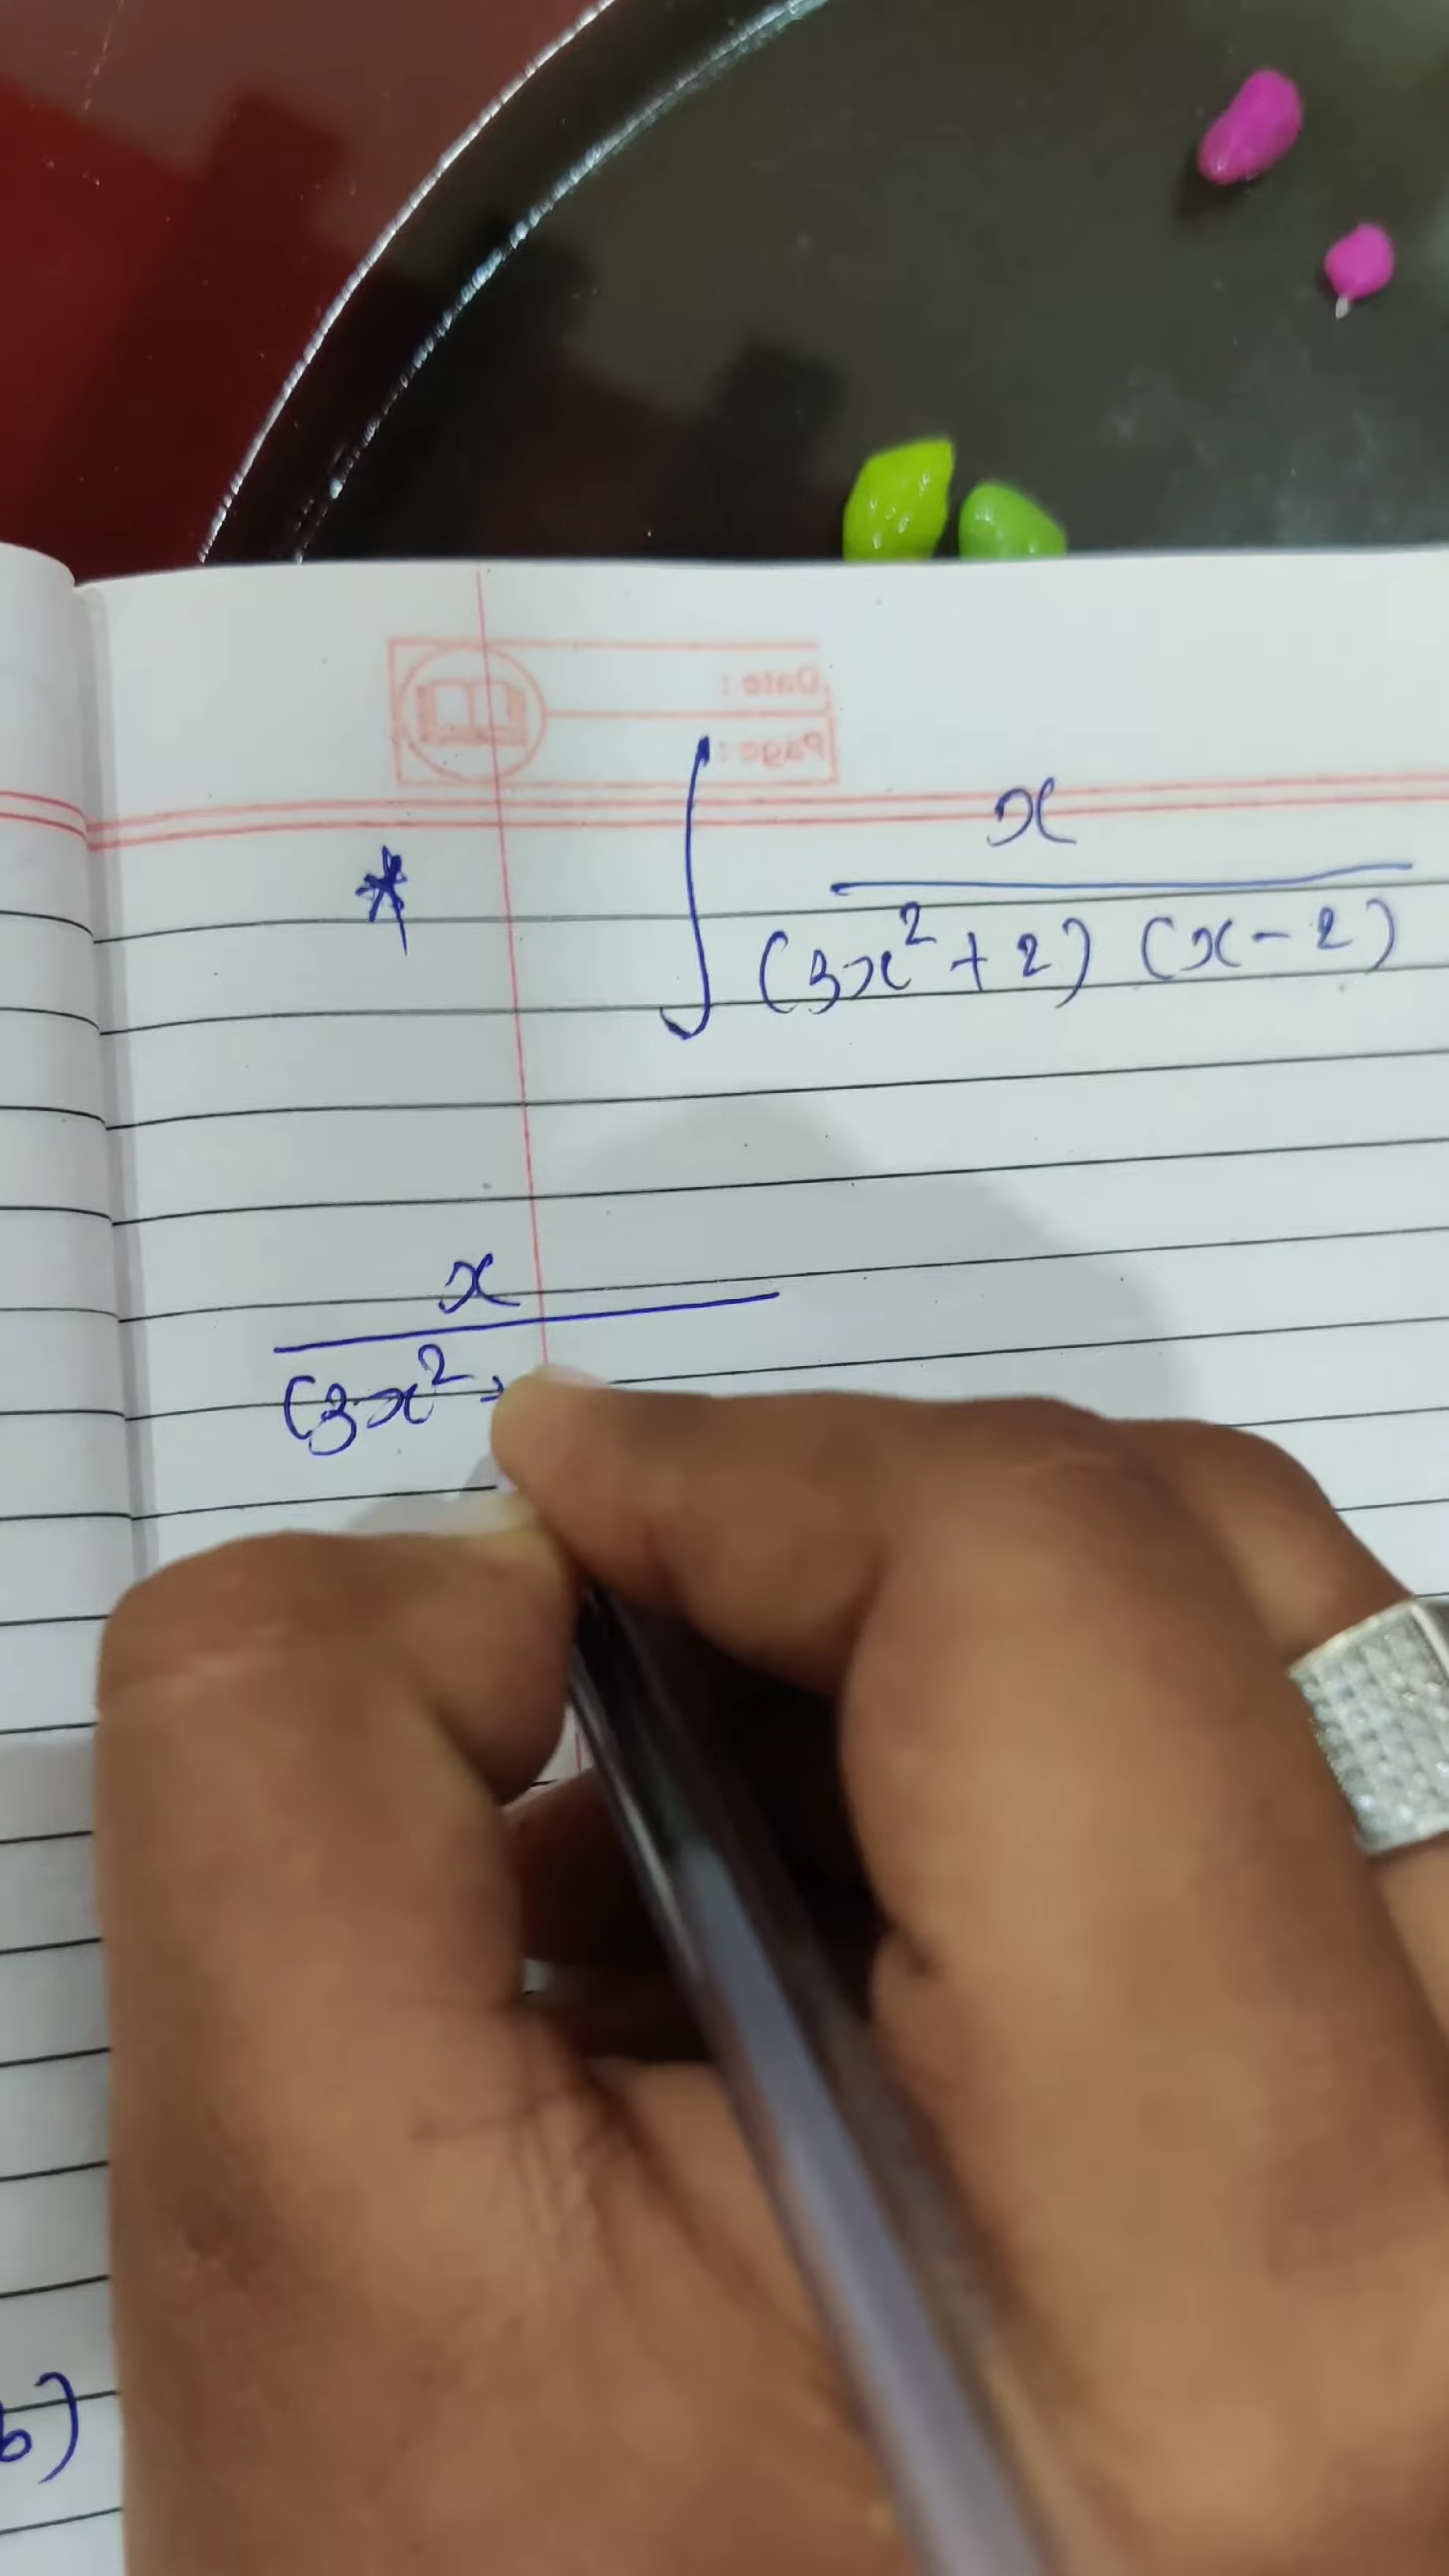 Date :
Page :
* ∫ x
(3x² + 2) (x - 2)
x
(3x²
b)